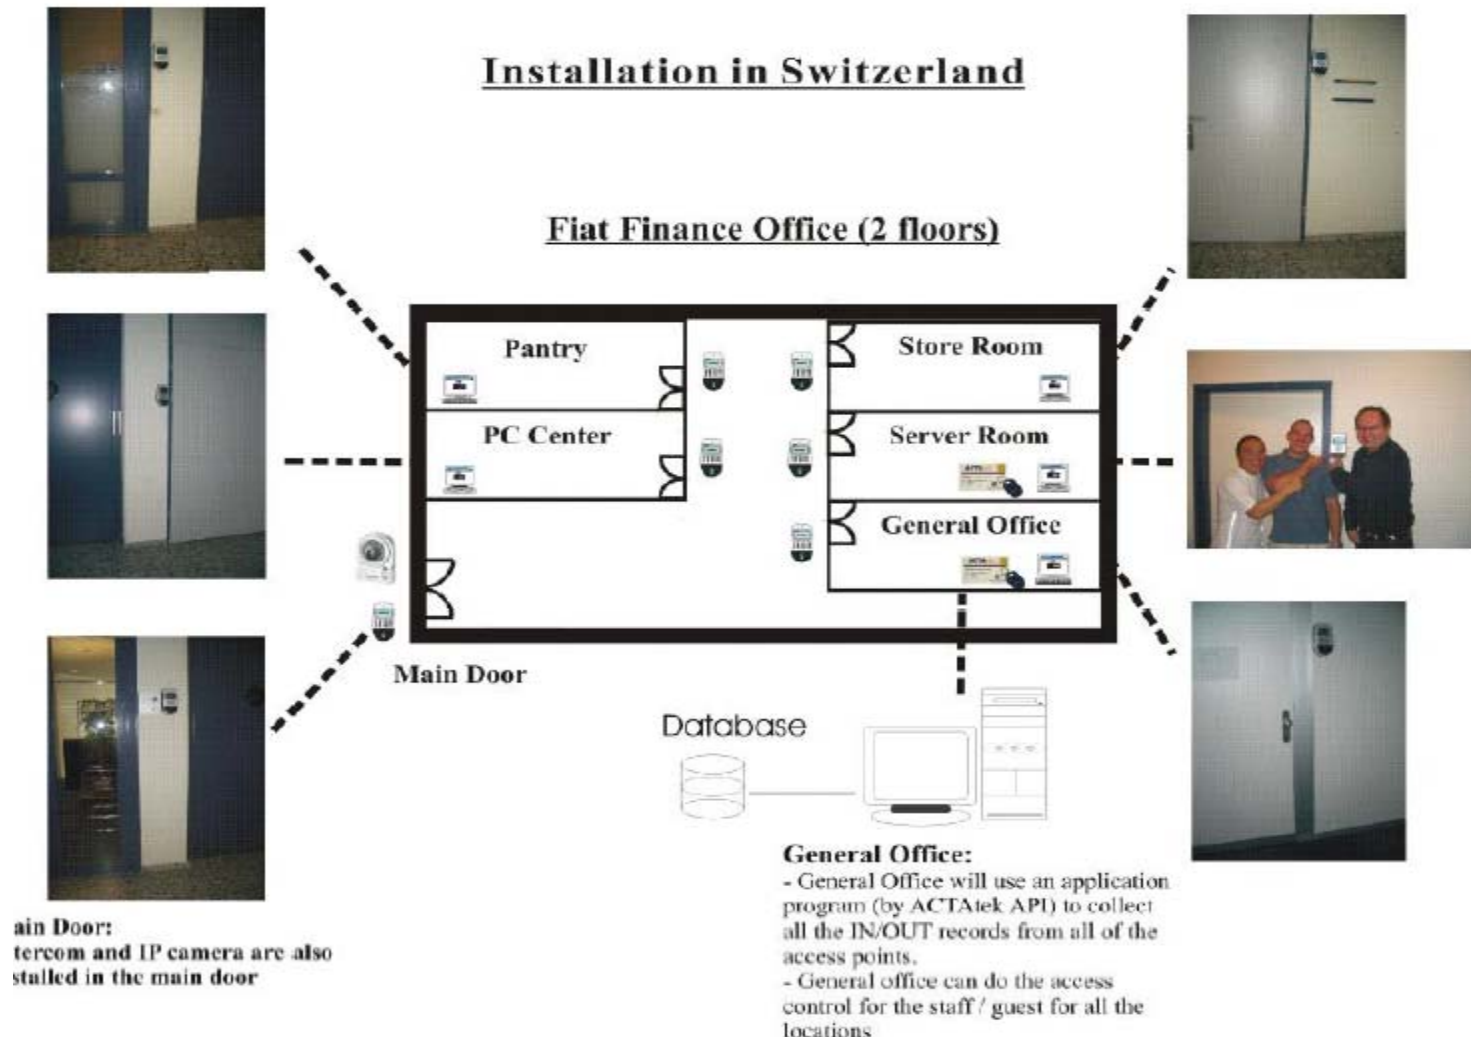 Installation in Switzerland
Fiat Finance Office (2 floors)
Pantry
Store Room
PC Center
Server Room
General Office
Main Door
Database
General Office:
- General Office will use an application
program (by ACTAtek API) to collect
all the IN/OUT records from all of the
access points.
- General office can do the access
control for the staff / guest for all the
locations
ain Door:
tercom and IP camera are also
stalled in the main door